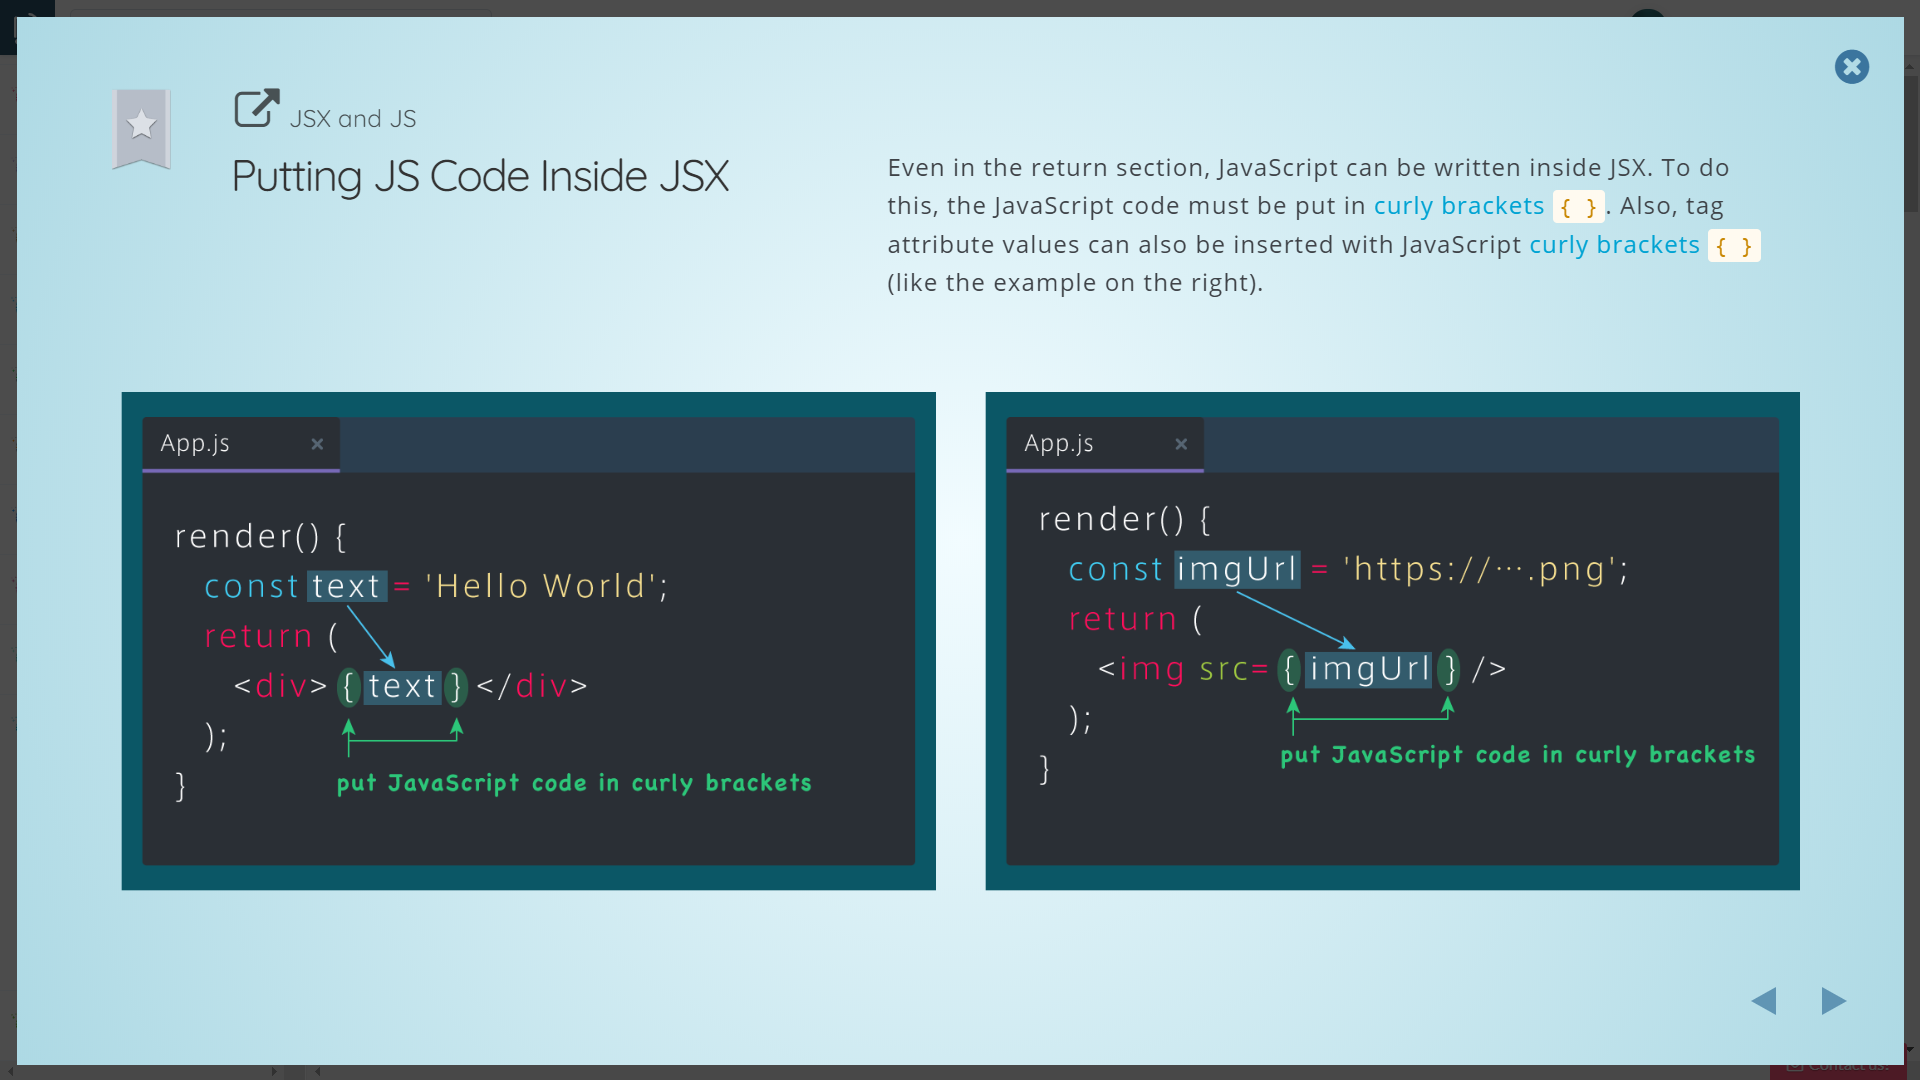 JSX and JS
Putting JS Code Inside JSX
Even in the return section, JavaScript can be written inside JSX. To do
this, the JavaScript code must be put in curly brackets { }. Also, tag
attribute values can also be inserted with JavaScript curly brackets { }
(like the example on the right).
App.js ×
render() {
const text = 'Hello World';
return (
<div> { text } </div>
);
put JavaScript code in curly brackets
}
App.js ×
render() {
const imgUrl = 'https://⋯.png';
return (
<img src= { imgUrl } />
);
put JavaScript code in curly brackets
}
Contact us!